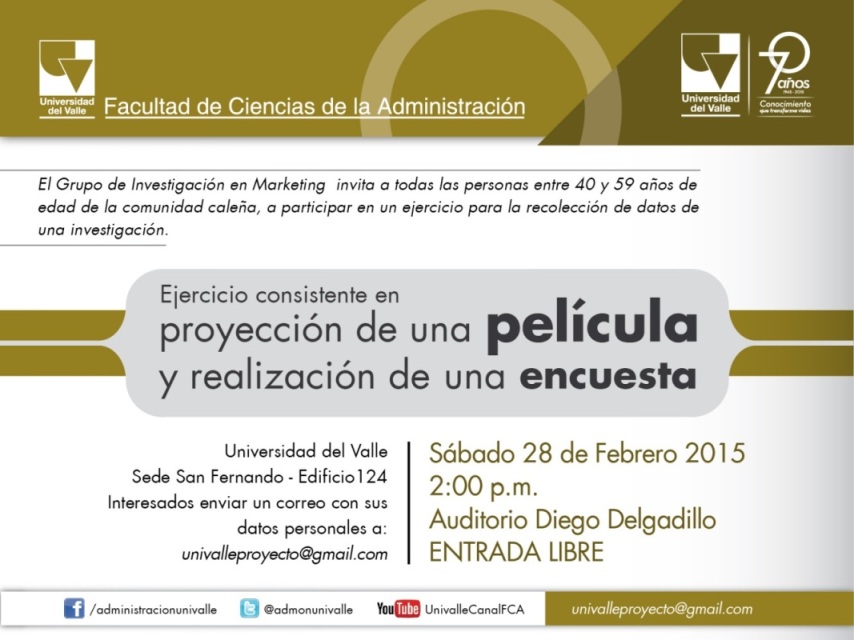 Universidad
del Valle
Facultad de Ciencias de la Administración
Universidad
del Valle
70 años
1945-2015
Conocimiento
que transforma vidas
El Grupo de Investigación en Marketing invita a todas las personas entre 40 y 59 años de
edad de la comunidad caleña, a participar en un ejercicio para la recolección de datos de
una investigación.
Ejercicio consistente en
proyección de una película
y realización de una encuesta
Universidad del Valle
Sede San Fernando - Edificio124
Interesados enviar un correo con sus
datos personales a:
univalleproyecto@gmail.com
Sábado 28 de Febrero 2015
2:00 p.m.
Auditorio Diego Delgadillo
ENTRADA LIBRE
/administracionunivalle
@admonunivalle
YouTube UnivalleCanalFCA
univalleproyecto@gmail.com